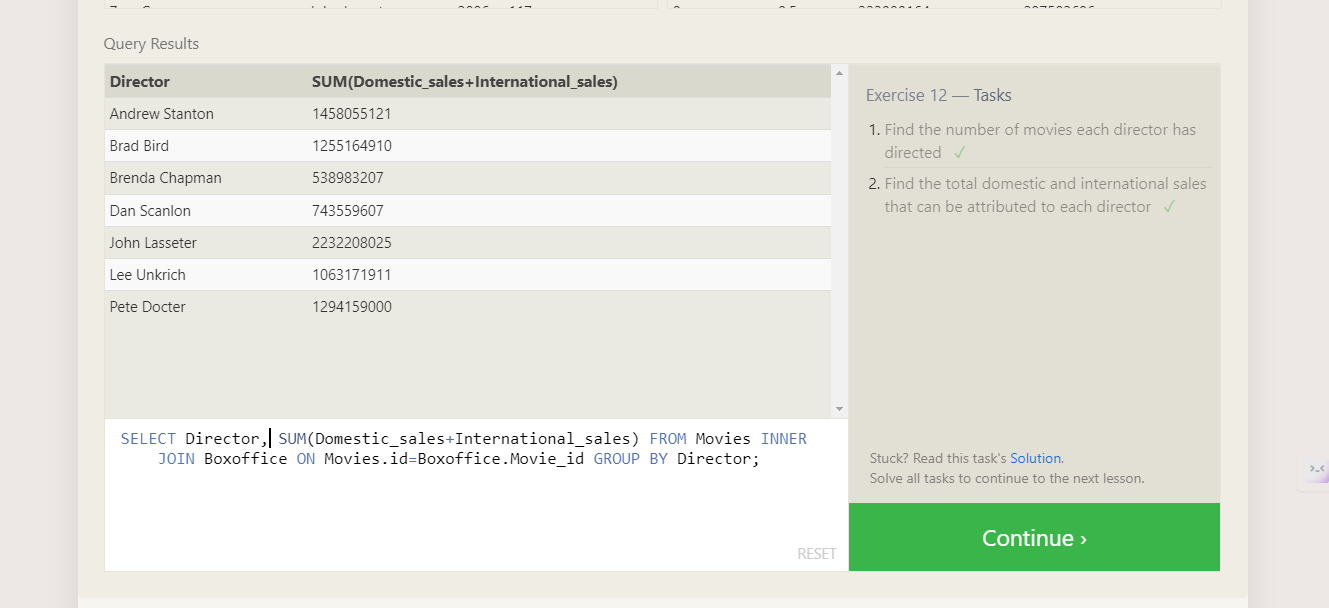 Query Results
Director SUM(Domestic_sales+International_sales)
Andrew Stanton 1458055121
Brad Bird 1255164910
Brenda Chapman 538983207
Dan Scanlon 743559607
John Lasseter 2232208025
Lee Unkrich 1063171911
Pete Docter 1294159000
SELECT Director, SUM(Domestic_sales+International_sales) FROM Movies INNER
JOIN Boxoffice ON Movies.id=Boxoffice.Movie_id GROUP BY Director;
RESET
Exercise 12 — Tasks
1. Find the number of movies each director has
directed ✓
2. Find the total domestic and international sales
that can be attributed to each director ✓
Stuck? Read this task's Solution.
Solve all tasks to continue to the next lesson.
Continue ›